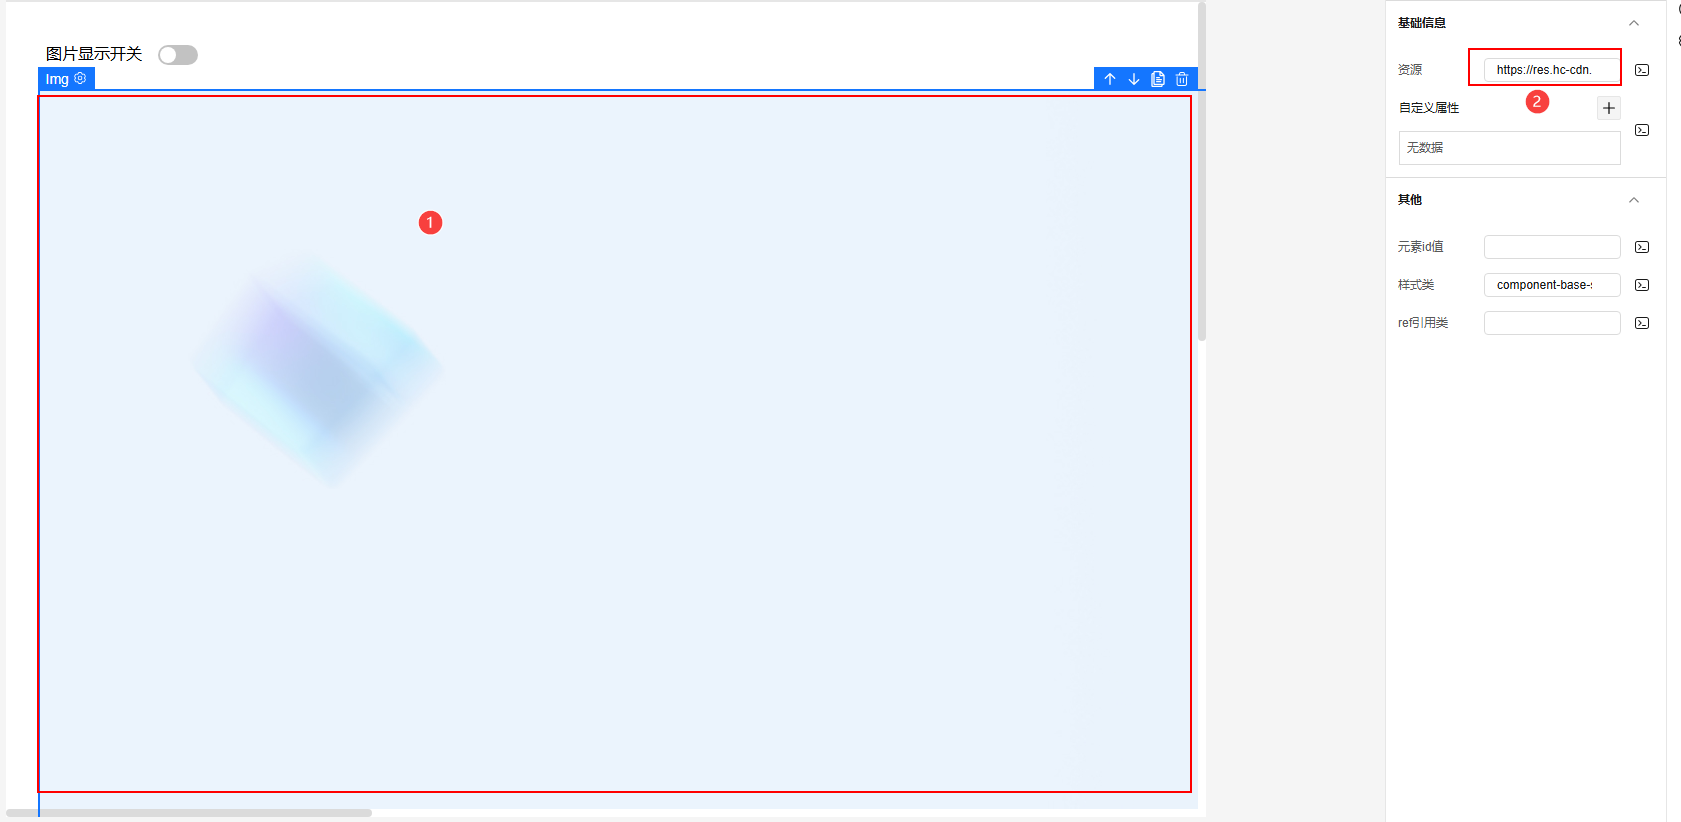 图片显示开关
Img
1
基础信息
资源
https://res.hc-cdn.
2
自定义属性
无数据
其他
元素id值
样式类
component-base-
ref引用类